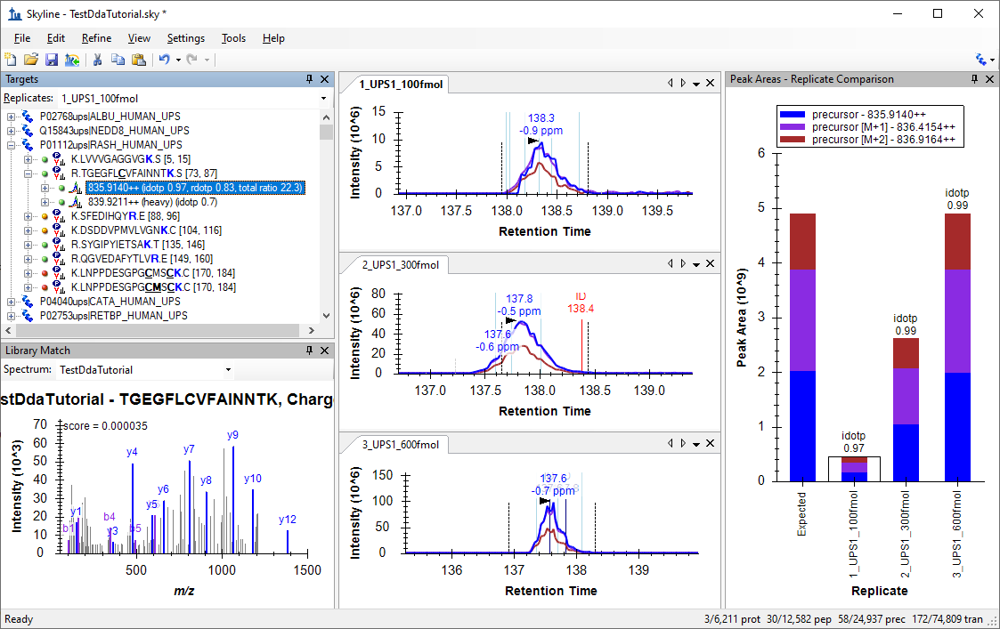 Skyline - TestDdaTutorial.sky *
File Edit Refine View Settings Tools Help
Targets
Replicates: 1_UPS1_100fmol
P02768ups|ALBU_HUMAN_UPS
Q15843ups|NEDD8_HUMAN_UPS
P01112ups|RASH_HUMAN_UPS
K.LVVVGAGGVGK.S [5, 15]
R.TGEGFLCVFAINNTK.S [73, 87]
835.9140++ (idotp 0.97, rdotp 0.83, total ratio 22.3)
839.9211++ (heavy) (idotp 0.7)
K.SFEDIHQYR.E [88, 96]
K.DSDDVPMVLVGNK.C [104, 116]
R.SYGIPYIETSAK.T [135, 146]
R.QGVEDAFYTLVR.E [149, 160]
K.LNPPDESGPGCMSCK.C [170, 184]
K.LNPPDESGPGCMSCK.C [170, 184]
P04040ups|CATA_HUMAN_UPS
P02753ups|RETBP_HUMAN_UPS
Library Match
Spectrum: TestDdaTutorial
stDdaTutorial - TGEGFLCVFAINNTK, Charg
score = 0.000035
Intensity (10^3)
70
60
50
40
30
20
10
0
b1
y1
b4
y3
y4
b5
y5
y6
y7
y8
y9
y10
y12
500 1000 1500
m/z
1_UPS1_100fmol
Intensity (10^6)
15
10
5
0
138.3
-0.9 ppm
137.0 137.5 138.0 138.5 139.0 139.5
Retention Time
2_UPS1_300fmol
Intensity (10^6)
80
60
40
20
0
137.8
-0.5 ppm
ID
138.4
137.6
-0.6 ppm
137.0 137.5 138.0 138.5 139.0
Retention Time
3_UPS1_600fmol
Intensity (10^6)
150
100
50
0
137.6
-0.7 ppm
136 137 138 139
Retention Time
Peak Areas - Replicate Comparison
precursor - 835.9140++
precursor [M+1] - 836.4154++
precursor [M+2] - 836.9164++
Peak Area (10^9)
6
5
4
3
2
1
0
idotp
0.97
idotp
0.99
idotp
0.99
Expected
1_UPS1_100fmol
2_UPS1_300fmol
3_UPS1_600fmol
Replicate
Ready
3/6,211 prot 30/12,582 pep 58/24,937 prec 172/74,809 tran